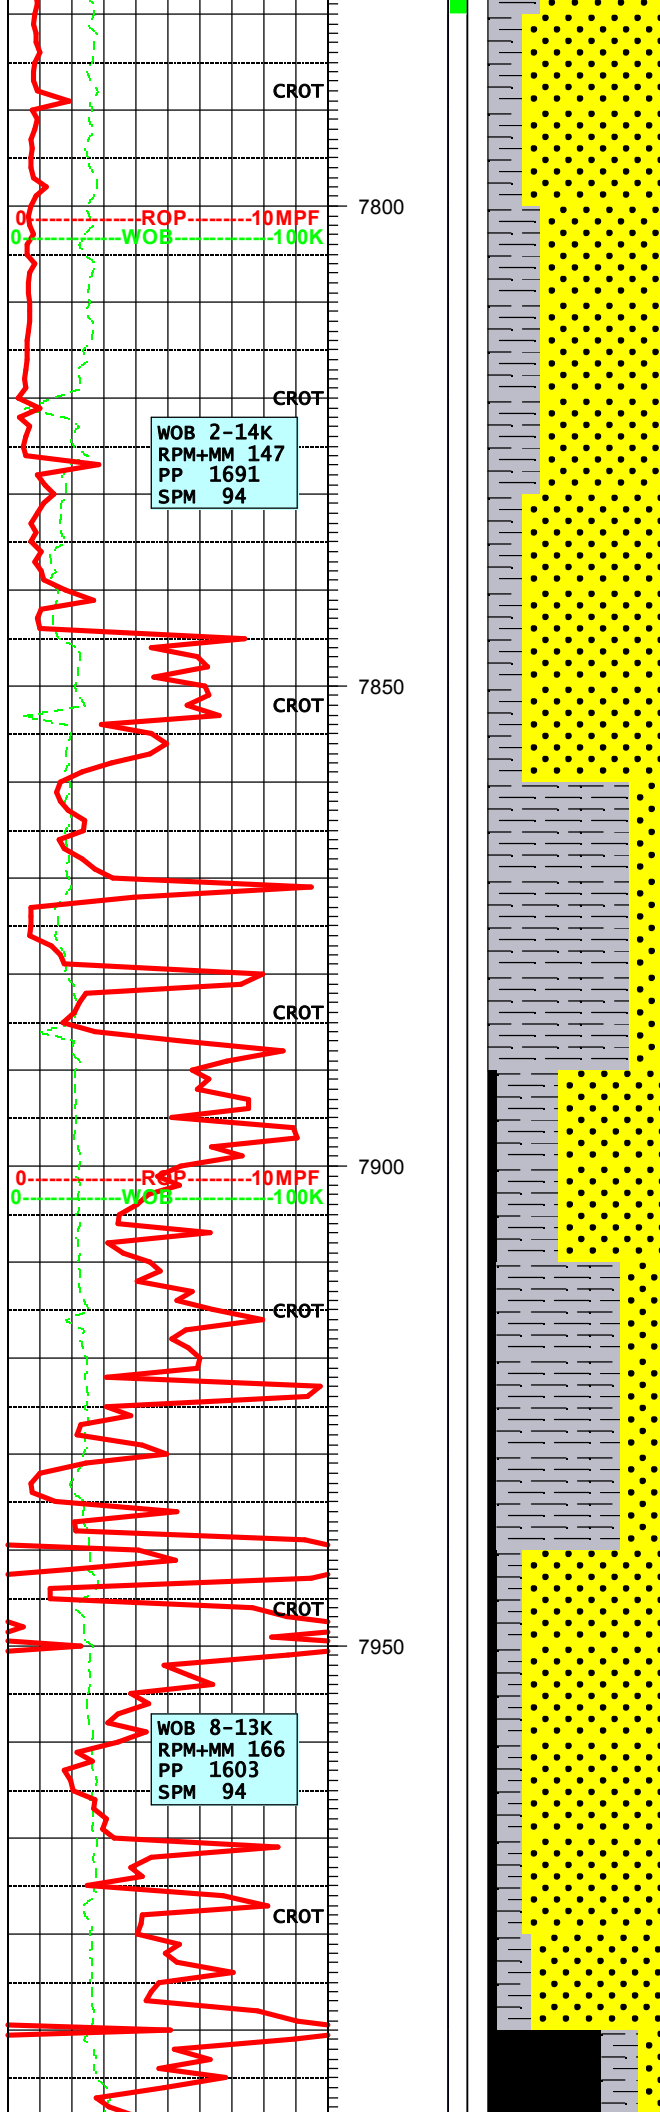 CROT
7800
0 ROP 10MPF
0 WOB 100K
CROT
WOB 2-14K
RPM+MM 147
PP 1691
SPM 94
7850
CROT
CROT
7900
0 ROP 10MPF
0 WOB 100K
CROT
CROT
7950
WOB 8-13K
RPM+MM 166
PP 1603
SPM 94
CROT